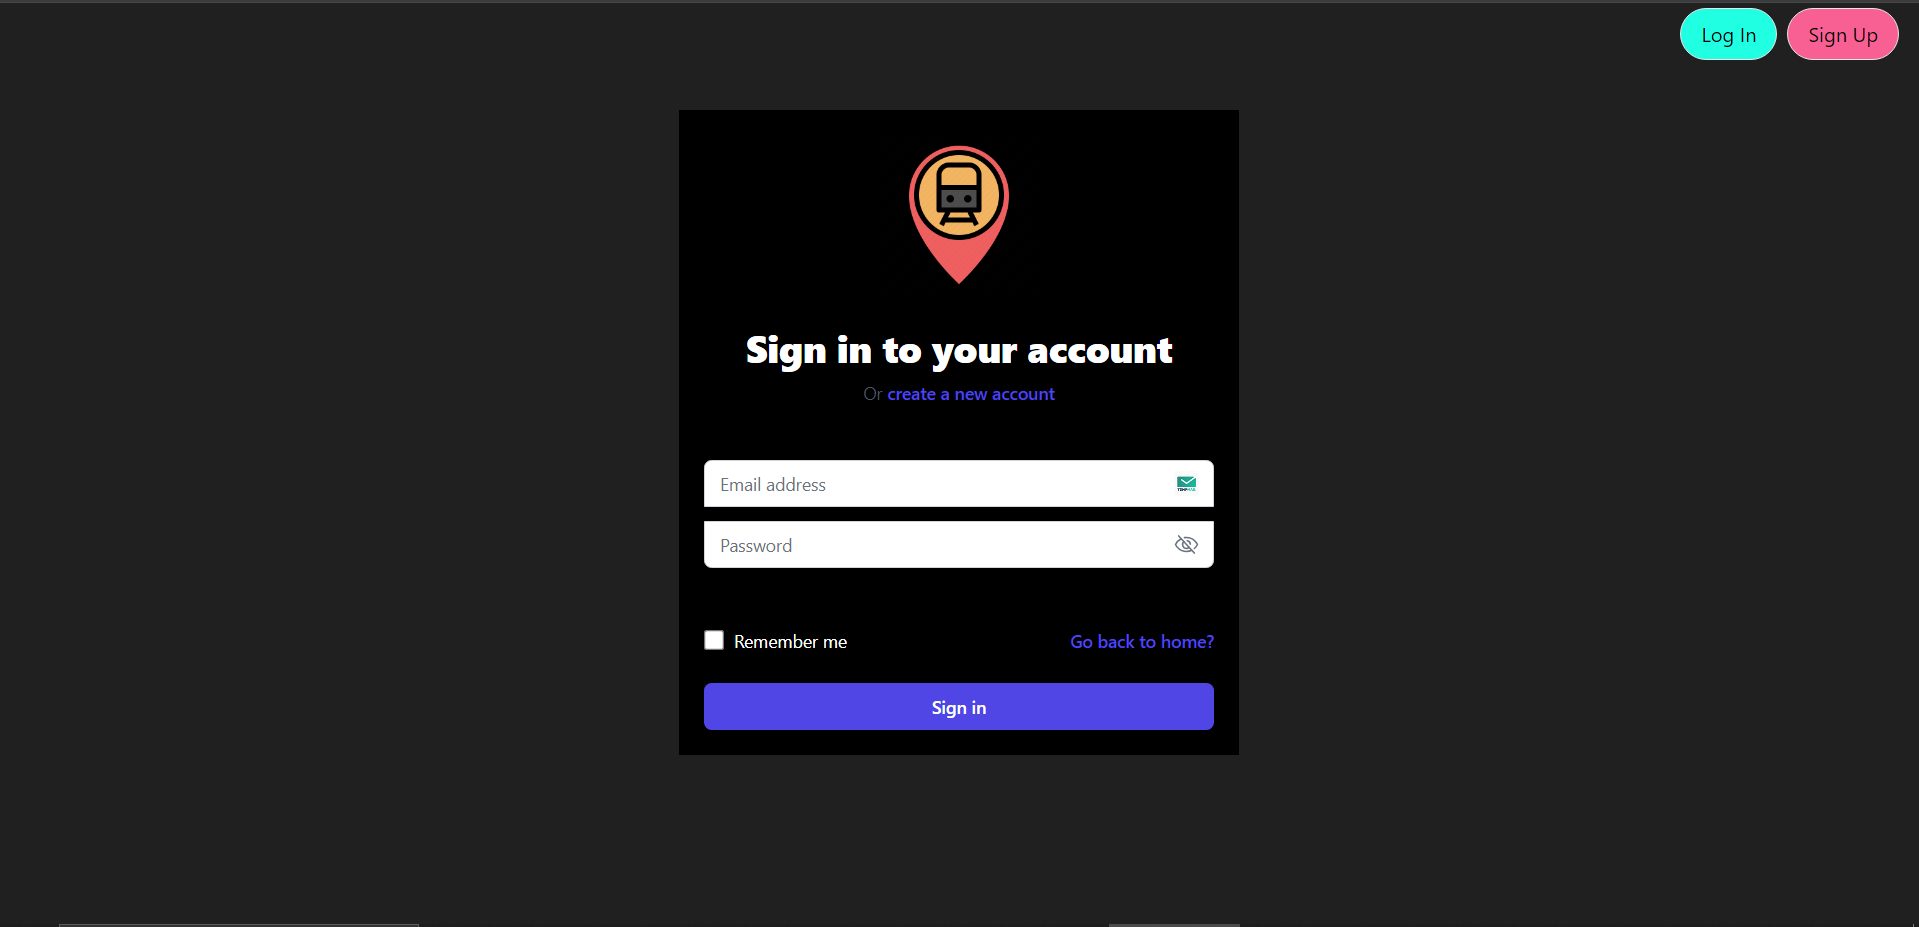 Log In
Sign Up
Sign in to your account
Or create a new account
Email address
Password
Remember me
Go back to home?
Sign in